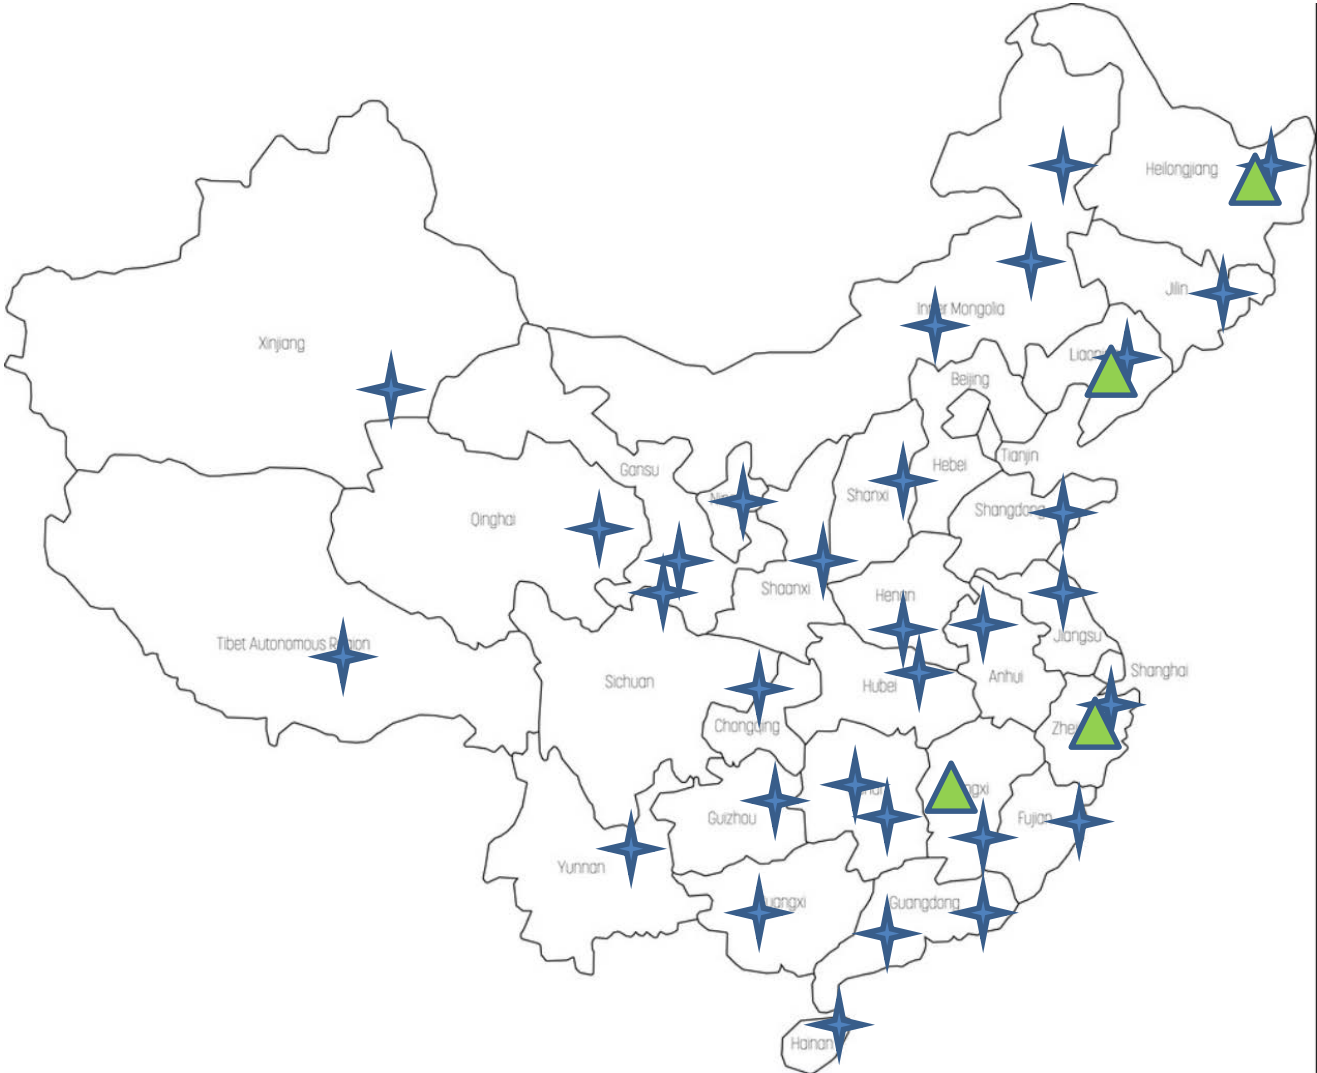 Heilongjiang
Jilin
Inner Mongolia
Xinjiang
Beijing
Tianjin
Gansu
Hebei
Shanxi
Shangdong
Qinghai
Shaanxi
Henan
Jiangsu
Tibet Autonomous Region
Shanghai
Sichuan
Anhui
Hubei
Chongqing
Guizhou
Fujian
Yunnan
Guangdong
Hainan